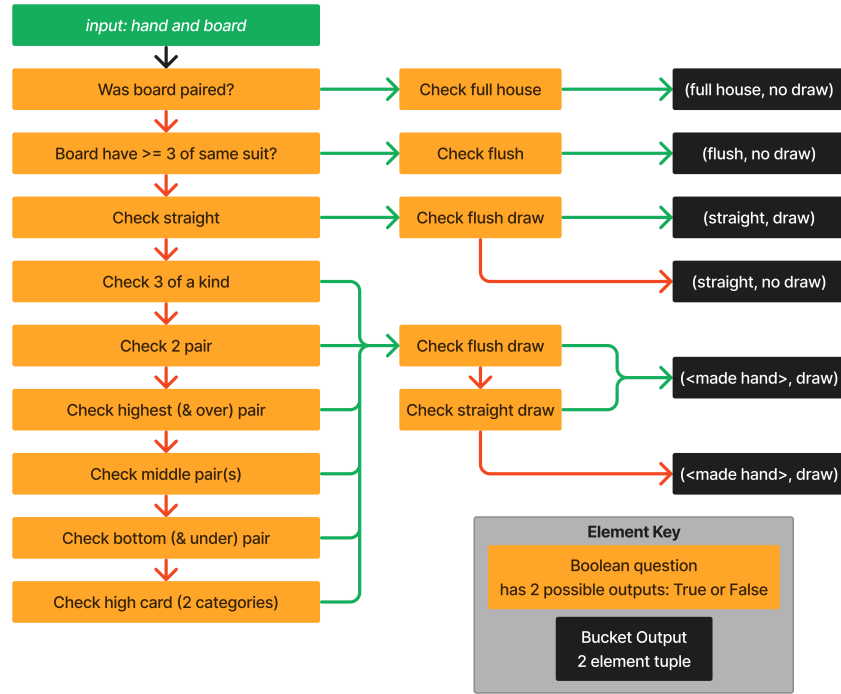 input: hand and board
Was board paired?
Check full house
(full house, no draw)
Board have >= 3 of same suit?
Check flush
(flush, no draw)
Check straight
Check flush draw
(straight, draw)
Check 3 of a kind
(straight, no draw)
Check 2 pair
Check flush draw
(<made hand>, draw)
Check highest (& over) pair
Check straight draw
Check middle pair(s)
(<made hand>, draw)
Check bottom (& under) pair
Check high card (2 categories)
Element Key
Boolean question
has 2 possible outputs: True or False
Bucket Output
2 element tuple